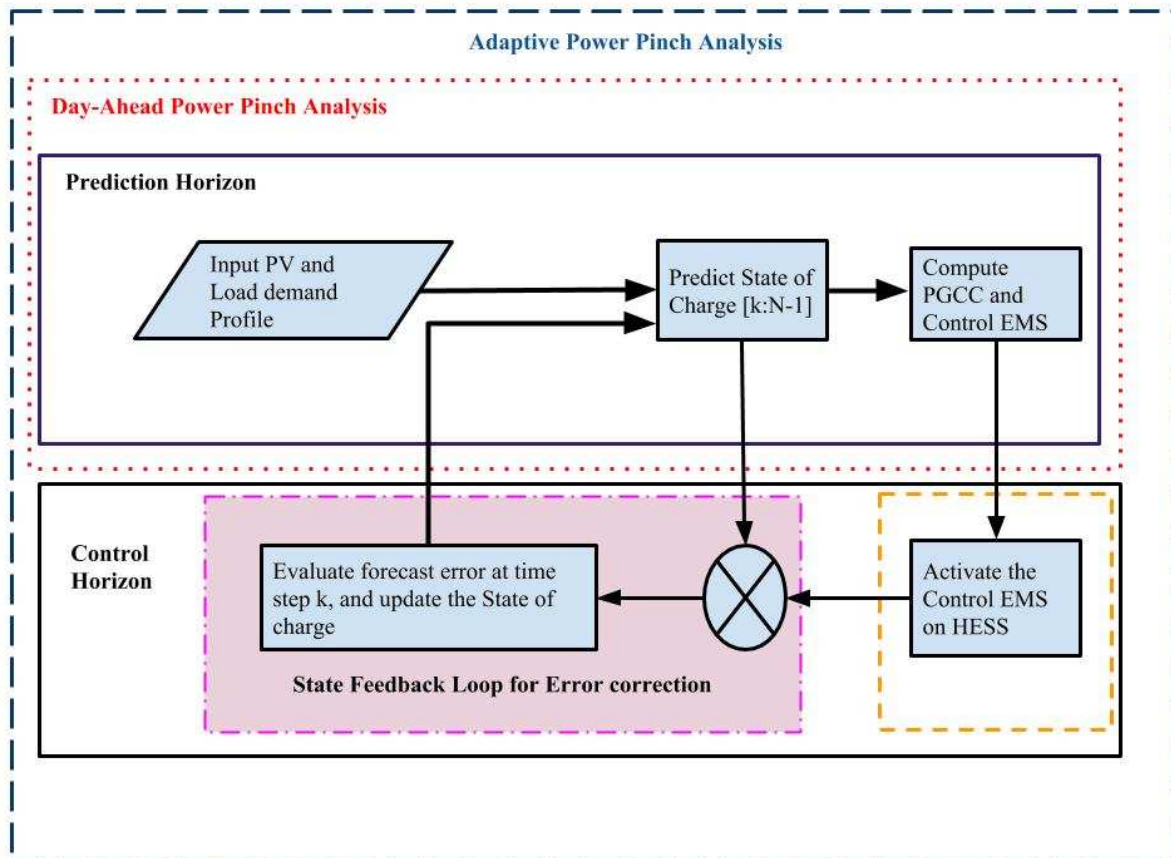 Adaptive Power Pinch Analysis
Day-Ahead Power Pinch Analysis
Prediction Horizon
Input PV and
Load demand
Profile
Predict State of
Charge [k:N-1]
Compute
PGCC and
Control EMS
Control
Horizon
Evaluate forecast error at time
step k, and update the State of
charge
Activate the
Control EMS
on HESS
State Feedback Loop for Error correction